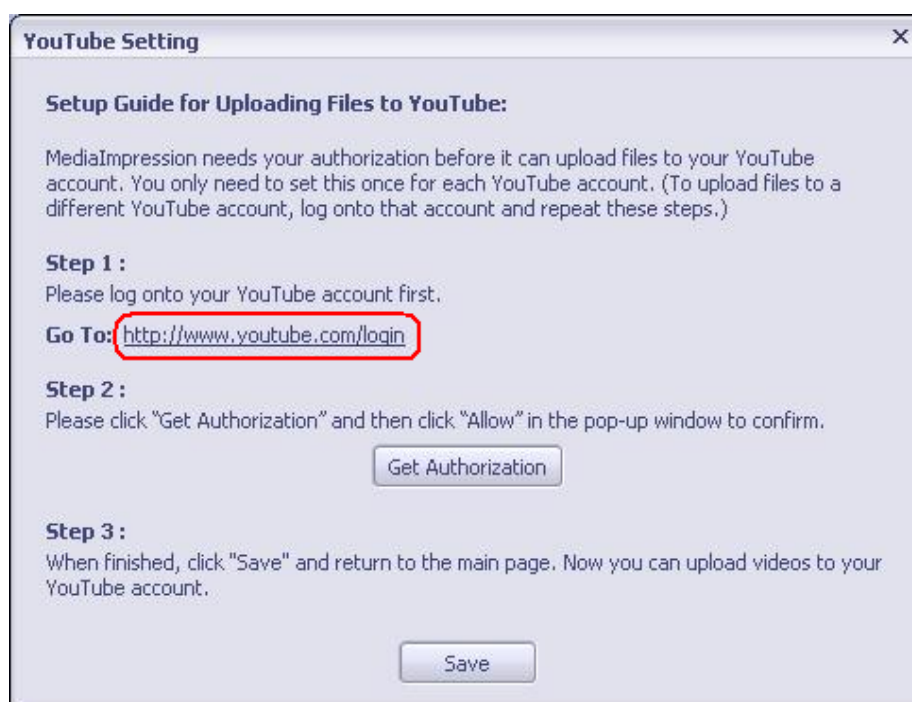 YouTube Setting
Setup Guide for Uploading Files to YouTube:
MediaImpression needs your authorization before it can upload files to your YouTube
account. You only need to set this once for each YouTube account. (To upload files to a
different YouTube account, log onto that account and repeat these steps.)
Step 1 :
Please log onto your YouTube account first.
Go To: http://www.youtube.com/login
Step 2 :
Please click “Get Authorization” and then click “Allow” in the pop-up window to confirm.
Get Authorization
Step 3 :
When finished, click "Save" and return to the main page. Now you can upload videos to your
YouTube account.
Save